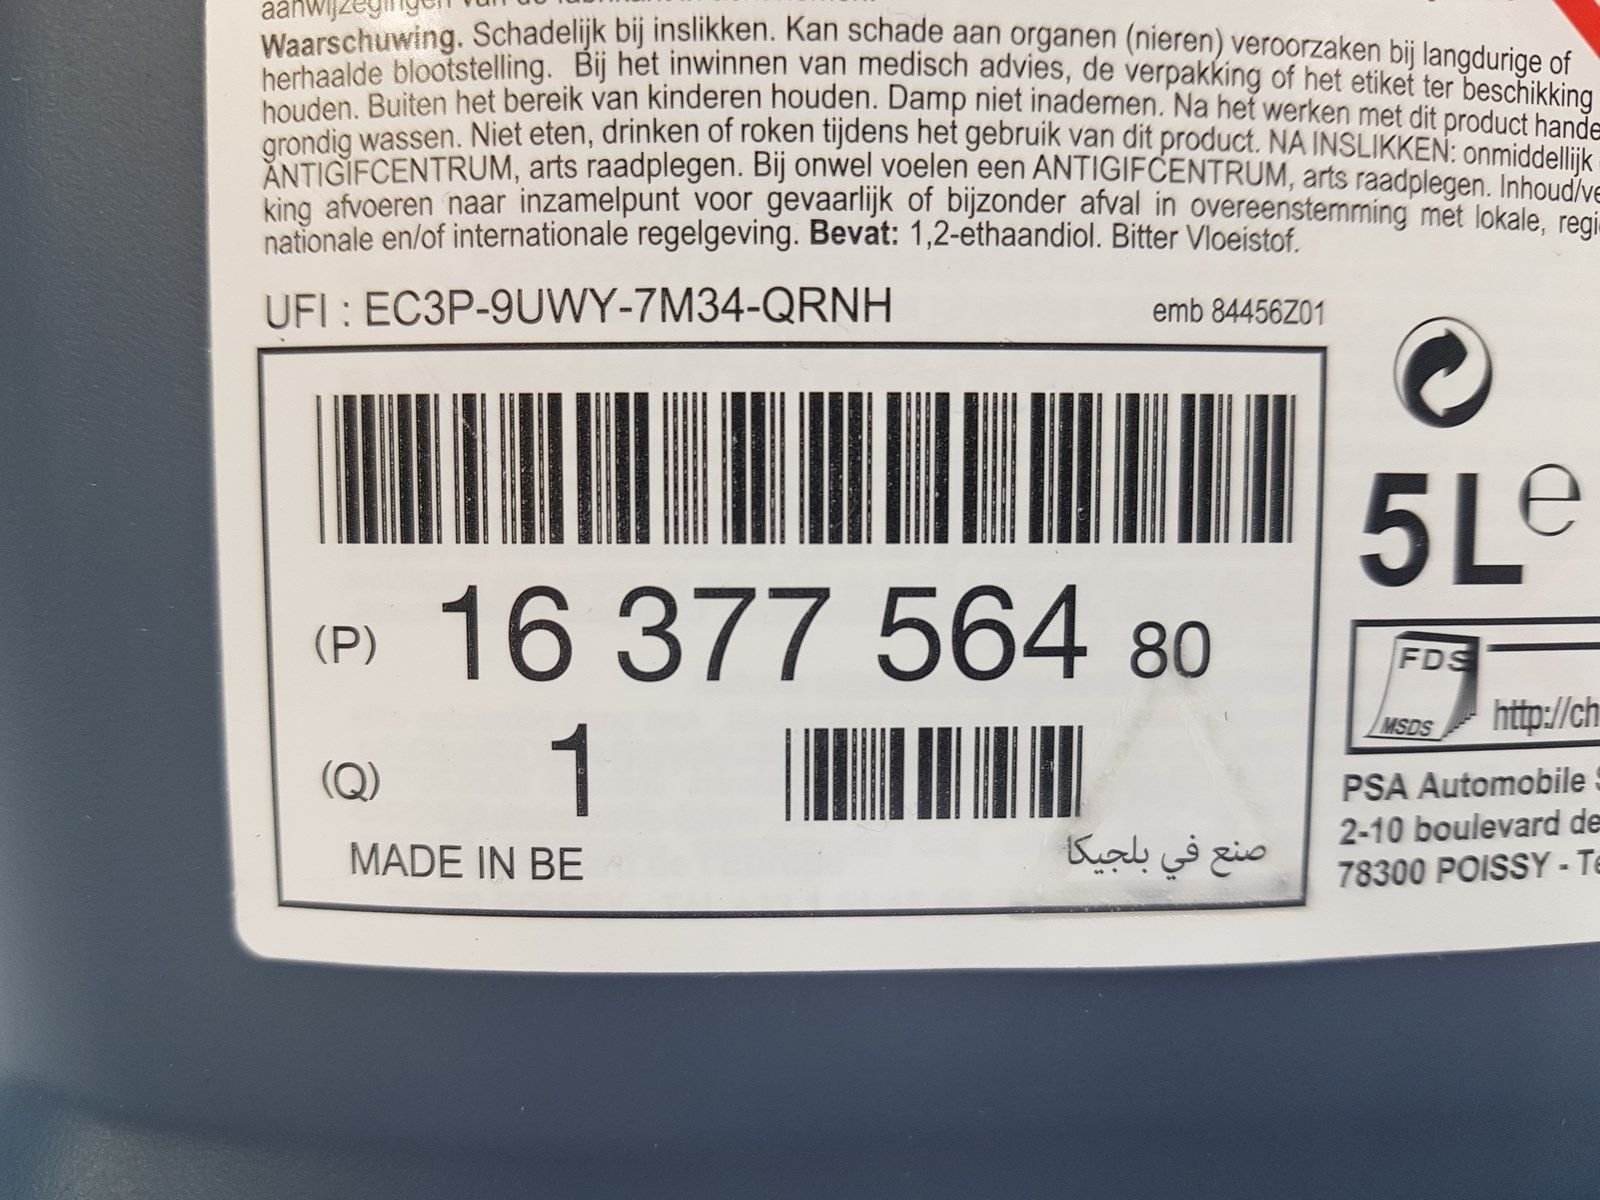 Waarschuwing. Schadelijk bij inslikken. Kan schade aan organen (nieren) veroorzaken bij langdurige of
herhaalde blootstelling. Bij het inwinnen van medisch advies, de verpakking of het etiket ter beschikking
houden. Buiten het bereik van kinderen houden. Damp niet inademen. Na het werken met dit product hande
grondig wassen. Niet eten, drinken of roken tijdens het gebruik van dit product. NA INSLIKKEN: onmiddellijk
ANTIGIFCENTRUM, arts raadplegen. Bij onwel voelen een ANTIGIFCENTRUM, arts raadplegen. Inhoud/ve
king afvoeren naar inzamelpunt voor gevaarlijk of bijzonder afval in overeenstemming met lokale, regi
nationale en/of internationale regelgeving. Bevat: 1,2-ethaandiol. Bitter Vloeistof.
UFI : EC3P-9UWY-7M34-QRNH
emb 84456Z01
5L e
(P) 16 377 564 80
(Q) 1
MADE IN BE
صنع في بلجيكا
FDS
MSDS
http://ch
PSA Automobile S
2-10 boulevard de
78300 POISSY - Te